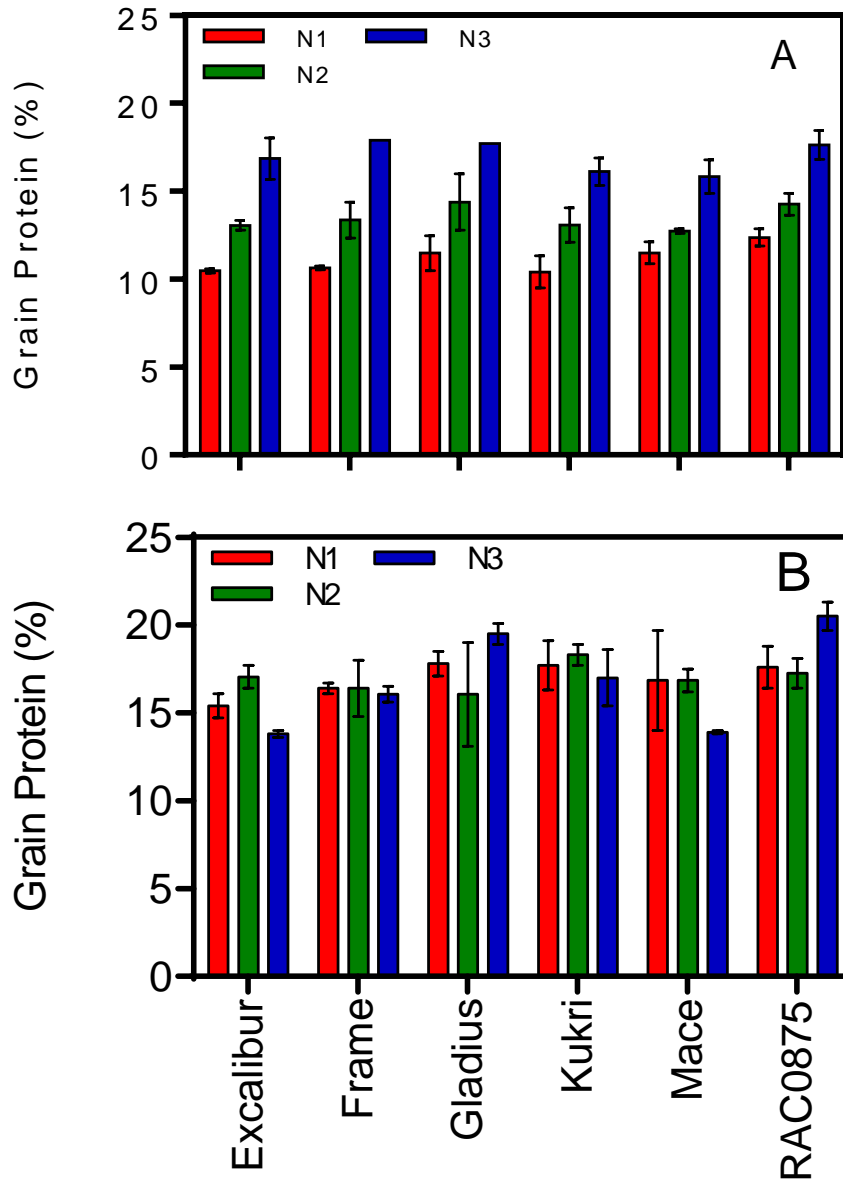 25
20
15
10
5
0
Grain Protein (%)
N1 N3
N2
A
25
20
15
10
5
0
Grain Protein (%)
N1 N3
N2
B
Excalibur
Frame
Gladius
Kukri
Mace
RAC0875